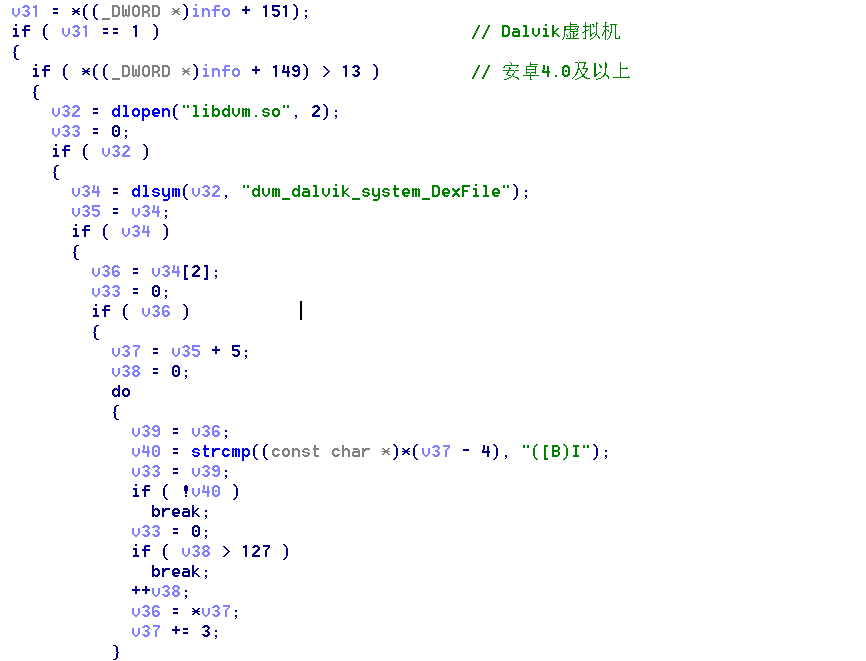 v31 = *((_DWORD *)info + 151);
if ( v31 == 1 ) // Dalvik虚拟机
{
if ( *((_DWORD *)info + 149) > 13 ) // 安卓4.0及以上
{
v32 = dlopen("libdvm.so", 2);
v33 = 0;
if ( v32 )
{
v34 = dlsym(v32, "dvm_dalvik_system_DexFile");
v35 = v34;
if ( v34 )
{
v36 = v34[2];
v33 = 0;
if ( v36 )
{
v37 = v35 + 5;
v38 = 0;
do
{
v39 = v36;
v40 = strcmp((const char *)*(v37 - 4), "([B)I");
v33 = v39;
if ( !v40 )
break;
v33 = 0;
if ( v38 > 127 )
break;
++v38;
v36 = *v37;
v37 += 3;
}